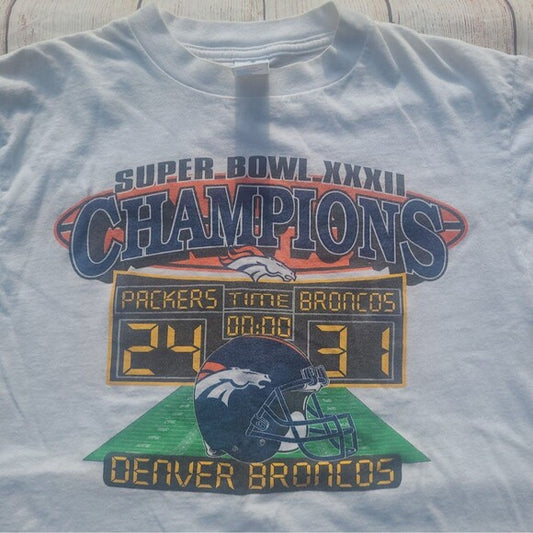 SUPER BOWL XXXII
CHAMPIONS
PACKERS TIME BRONCOS
24 00:00 31
DENVER BRONCOS